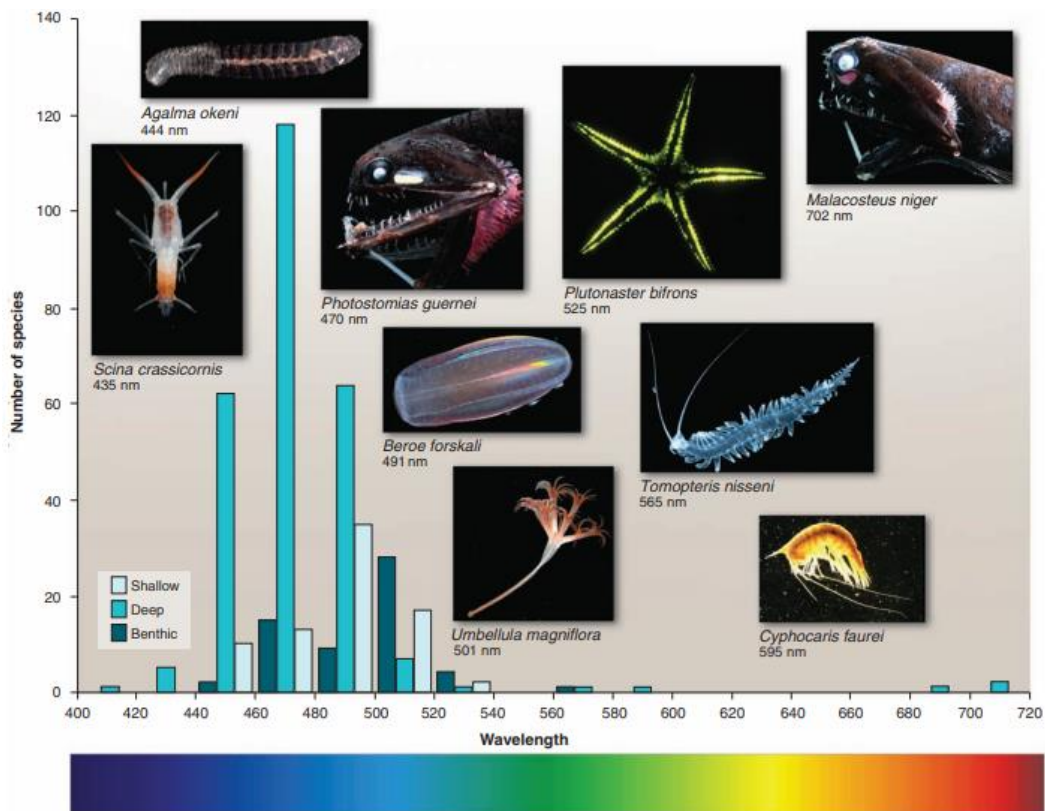 140
120
100
80
60
40
20
0
Number of species
Agalma okeni
444 nm
Scina crassicornis
435 nm
Photostomias guernei
470 nm
Plutonaster bifrons
525 nm
Malacosteus niger
702 nm
Beroe forskali
491 nm
Tomopteris nisseni
565 nm
Umbellula magniflora
501 nm
Cyphocaris faurei
595 nm
Shallow
Deep
Benthic
400 420 440 460 480 500 520 540 560 580 600 620 640 660 680 700 720
Wavelength